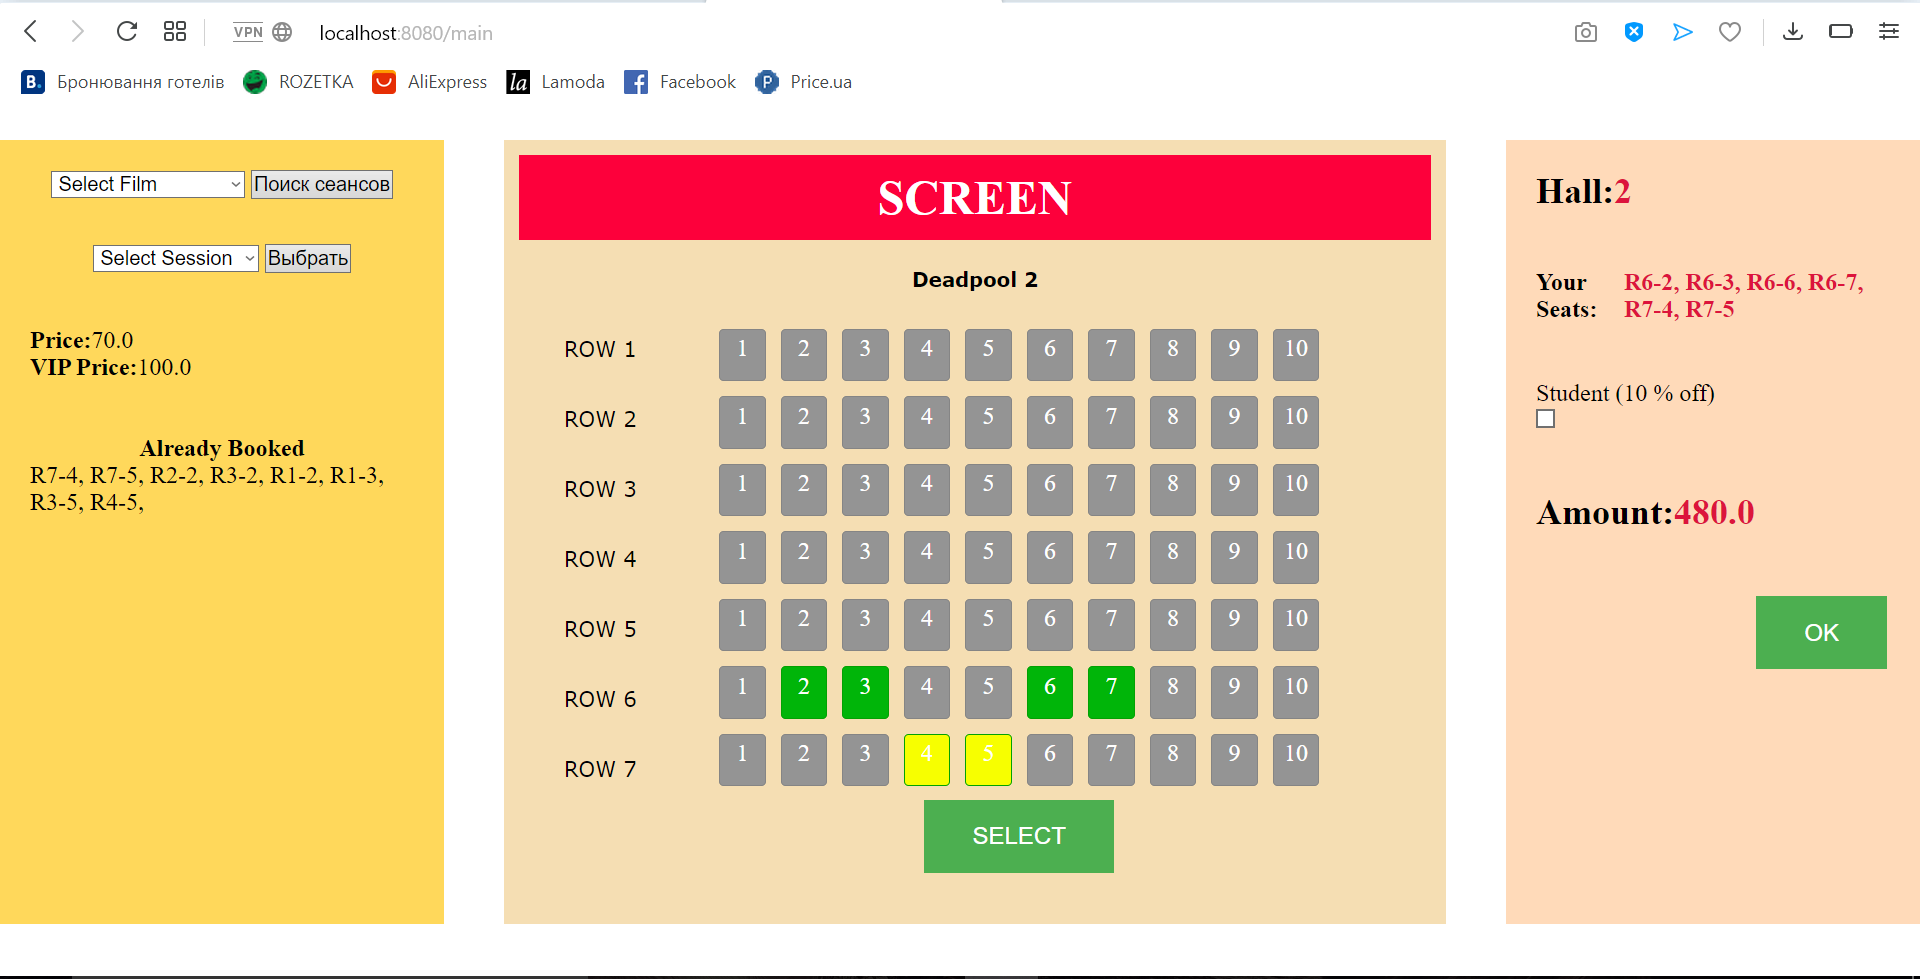 VPN localhost:8080/main
B. Бронювання готелів ROZETKA AliExpress la Lamoda Facebook P Price.ua
Select Film Поиск сеансов
Select Session Выбрать
Price:70.0
VIP Price:100.0
Already Booked
R7-4, R7-5, R2-2, R3-2, R1-2, R1-3,
R3-5, R4-5,
SCREEN
Deadpool 2
ROW 1 1 2 3 4 5 6 7 8 9 10
ROW 2 1 2 3 4 5 6 7 8 9 10
ROW 3 1 2 3 4 5 6 7 8 9 10
ROW 4 1 2 3 4 5 6 7 8 9 10
ROW 5 1 2 3 4 5 6 7 8 9 10
ROW 6 1 2 3 4 5 6 7 8 9 10
ROW 7 1 2 3 4 5 6 7 8 9 10
SELECT
Hall:2
Your R6-2, R6-3, R6-6, R6-7,
Seats: R7-4, R7-5
Student (10 % off)
Amount:480.0
OK